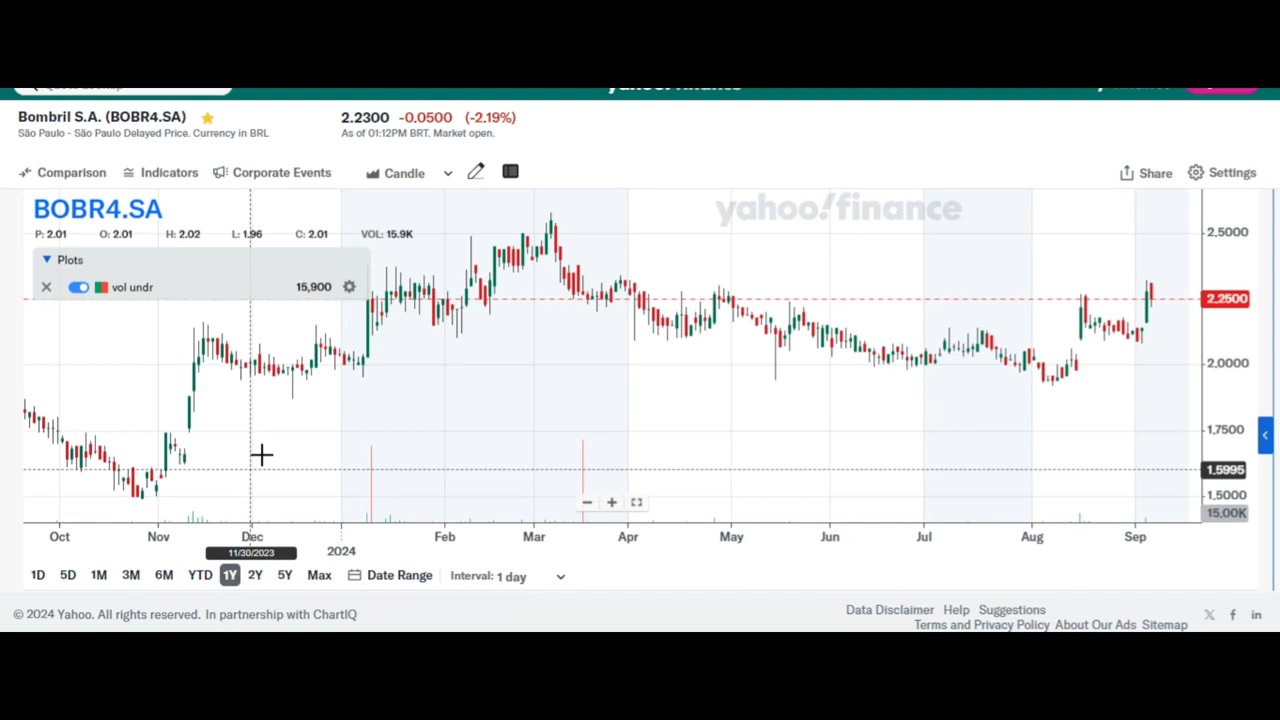 Bombril S.A. (BOBR4.SA)
São Paulo - São Paulo Delayed Price. Currency in BRL
2.2300 -0.0500 (-2.19%)
As of 01:12PM BRT. Market open.
Comparison Indicators Corporate Events Candle Share Settings
yahoo!finance
BOBR4.SA
P: 2.01 O: 2.01 H: 2.02 L: 1.96 C: 2.01 VOL: 15.9K
Plots
vol undr 15,900
2.5000
2.2500
2.0000
1.7500
1.5995
1.5000
15.00K
Oct Nov Dec Feb Mar Apr May Jun Jul Aug Sep
11/30/2023 2024
1D 5D 1M 3M 6M YTD 1Y 2Y 5Y Max Date Range Interval: 1 day
© 2024 Yahoo. All rights reserved. In partnership with ChartIQ
Data Disclaimer Help Suggestions
Terms and Privacy Policy About Our Ads Sitemap